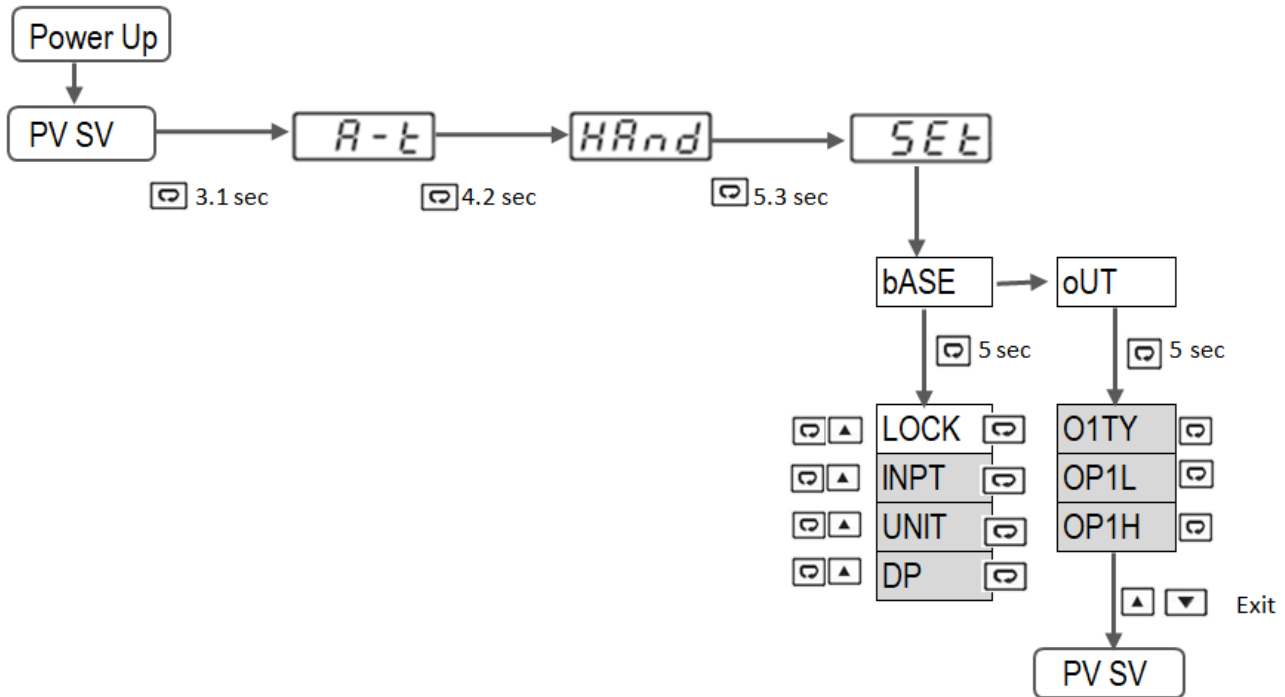 Power Up
PV SV
A-t
HAnd
SEt
3.1 sec
4.2 sec
5.3 sec
bASE
oUT
5 sec
5 sec
LOCK
INPT
UNIT
DP
O1TY
OP1L
OP1H
Exit
PV SV